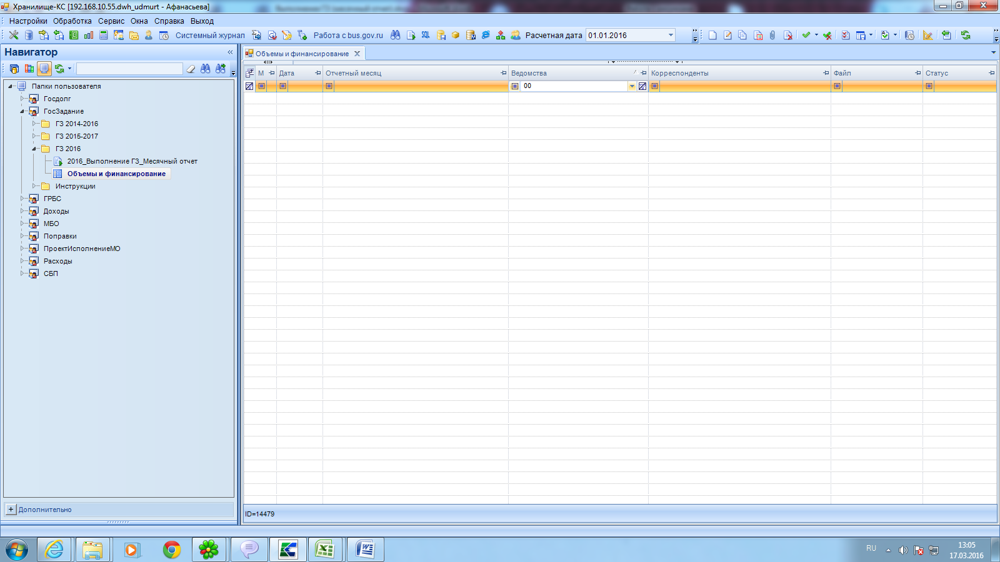 Хранилище-КС [192.168.10.55.dwh_udmurt - Афанасьева]
Настройки Обработка Сервис Окна Справка Выход
Системный журнал Работа с bus.gov.ru SQL Расчетная дата 01.01.2016
Навигатор
Папки пользователя
Госдолг
ГосЗадание
ГЗ 2014-2016
ГЗ 2015-2017
ГЗ 2016
2016_Выполнение ГЗ_Месячный отчет
Объемы и финансирование
Инструкции
ГРБС
Доходы
МБО
Поправки
ПроектИсполнениеМО
Расходы
СБП
Дополнительно
Объемы и финансирование
М Дата Отчетный месяц Ведомства Корреспонденты Файл Статус
00
ID=14479
RU 13:05
17.03.2016